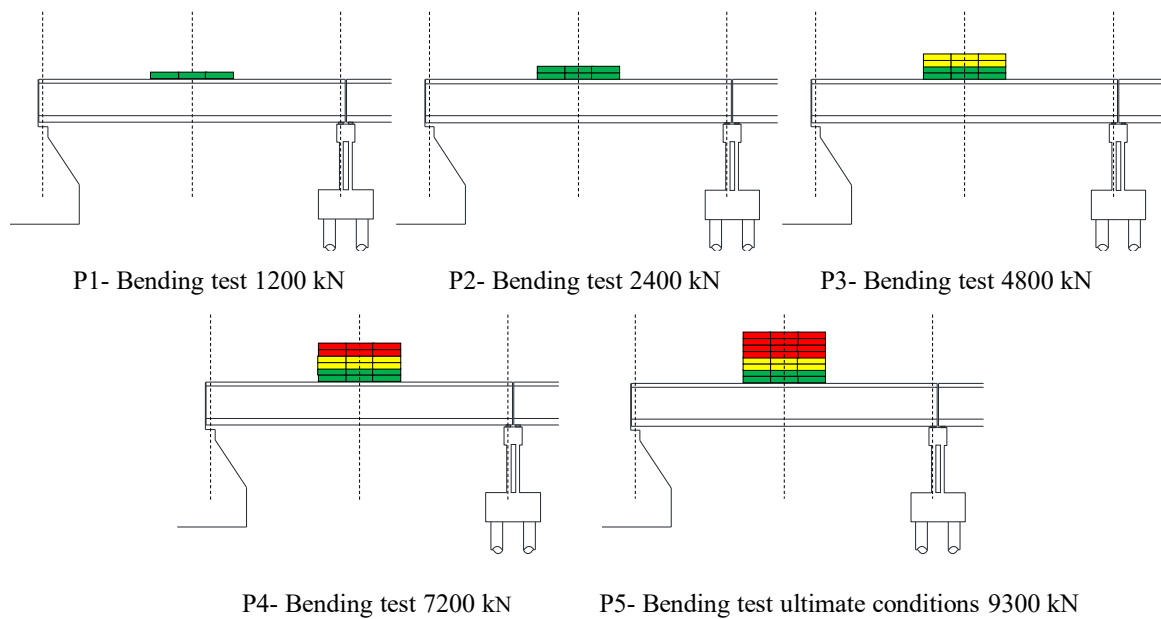 P1- Bending test 1200 kN
P2- Bending test 2400 kN
P3- Bending test 4800 kN
P4- Bending test 7200 kN
P5- Bending test ultimate conditions 9300 kN